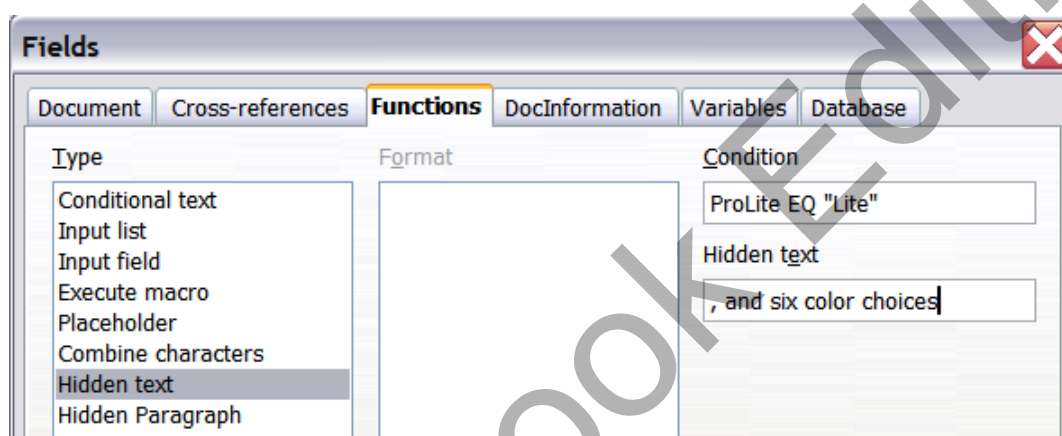 Fields
Document Cross-references Functions DocInformation Variables Database
Type Format Condition
Conditional text
Input list
Input field
Execute macro
Placeholder
Combine characters
Hidden text
Hidden Paragraph
ProLite EQ "Lite"
Hidden text
, and six color choices